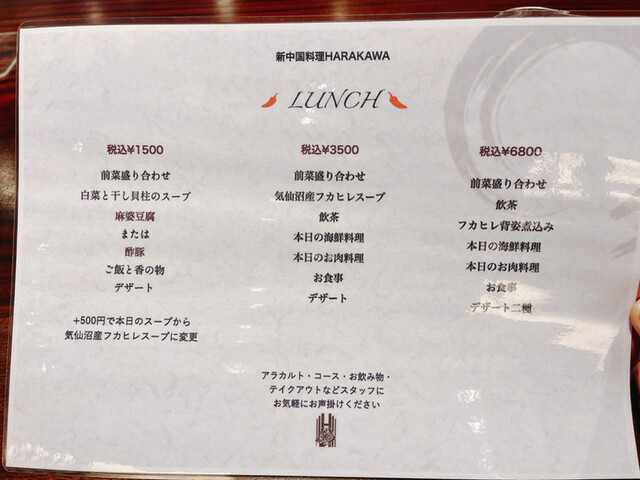 新中国料理HARAKAWA
LUNCH
税込¥1500
前菜盛り合わせ
白菜と干し貝柱のスープ
麻婆豆腐
または
酢豚
ご飯と香の物
デザート
+500円で本日のスープから
気仙沼産フカヒレスープに変更
税込¥3500
前菜盛り合わせ
気仙沼産フカヒレスープ
飲茶
本日の海鮮料理
本日のお肉料理
お食事
デザート
税込¥6800
前菜盛り合わせ
飲茶
フカヒレ背姿煮込み
本日の海鮮料理
本日のお肉料理
お食事
デザート二種
アラカルト・コース・お飲み物・
テイクアウトなどスタッフに
お気軽にお声掛けください